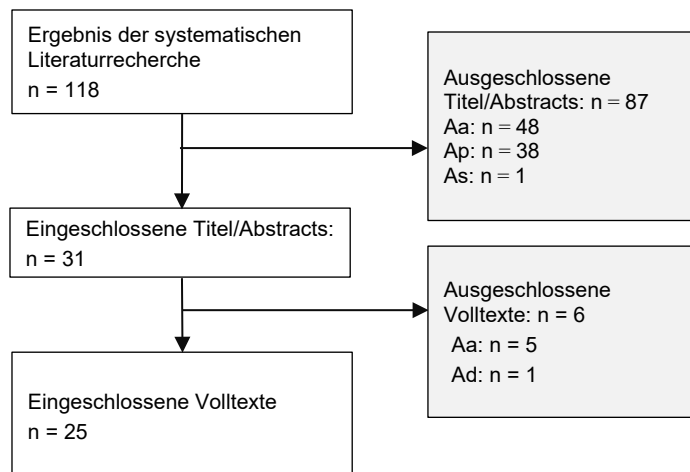 Ergebnis der systematischen
Literaturrecherche
n = 118
Ausgeschlossene
Titel/Abstracts: n = 87
Aa: n = 48
Ap: n = 38
As: n = 1
Eingeschlossene Titel/Abstracts:
n = 31
Ausgeschlossene
Volltexte: n = 6
Aa: n = 5
Ad: n = 1
Eingeschlossene Volltexte
n = 25